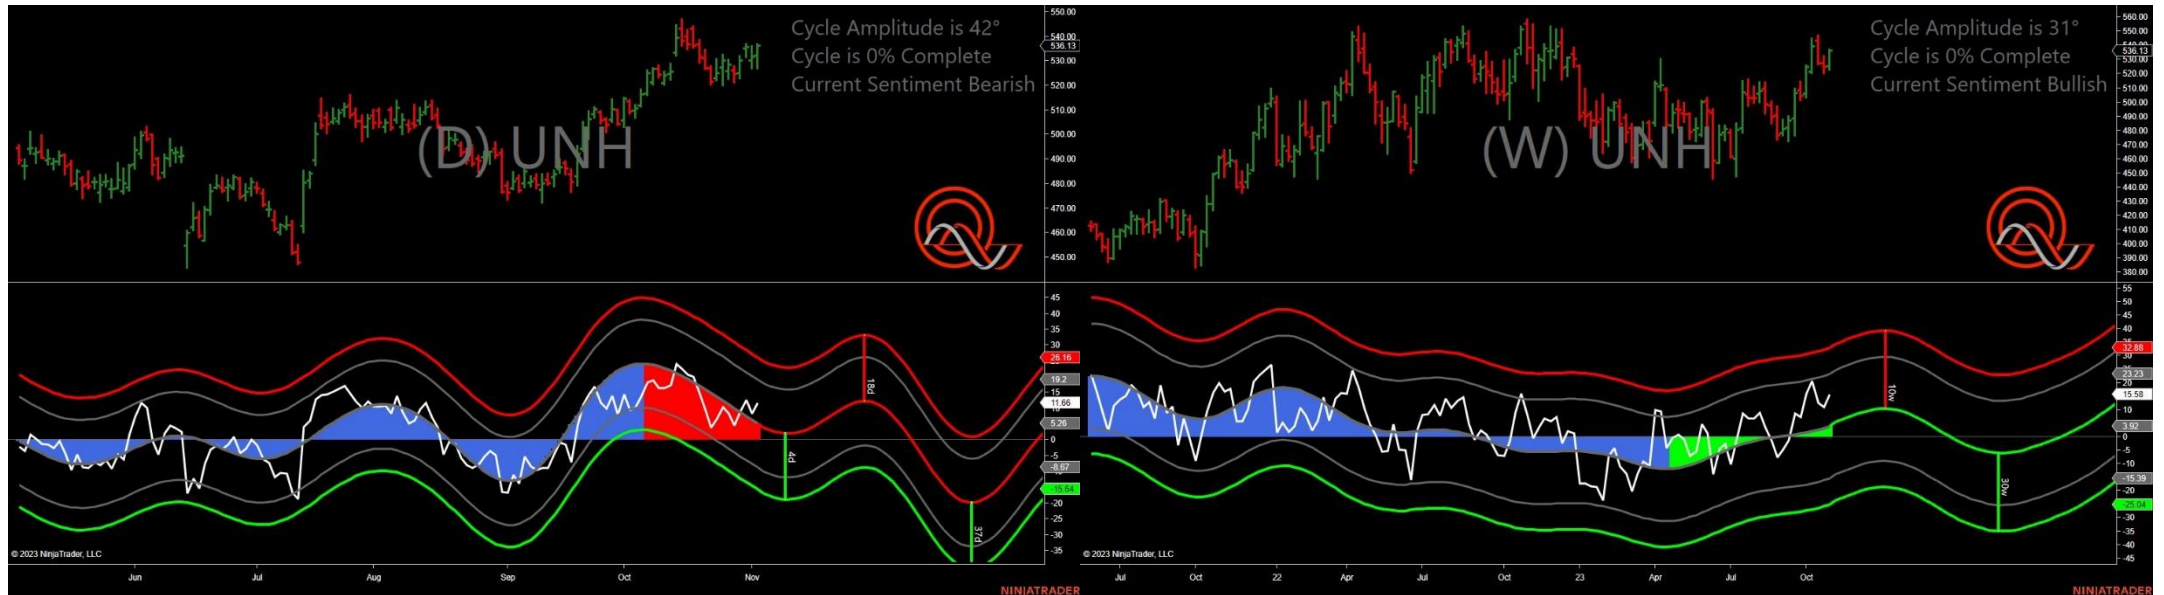 Cycle Amplitude is 42°
Cycle is 0% Complete
Current Sentiment Bearish
(D) UNH
550.00
540.00
536.13
530.00
520.00
510.00
500.00
490.00
480.00
470.00
460.00
450.00
45
40
35
30
26.16
19.2
15
11.66
5.26
0
-5
-8.67
-15.64
-20
-25
-30
-35
18d
4d
37d
© 2023 NinjaTrader, LLC
Jun
Jul
Aug
Sep
Oct
Nov
NINJATRADER
Cycle Amplitude is 31°
Cycle is 0% Complete
Current Sentiment Bullish
(W) UNH
560.00
550.00
536.13
530.00
520.00
510.00
500.00
490.00
480.00
470.00
460.00
450.00
440.00
430.00
420.00
410.00
400.00
390.00
380.00
55
50
45
40
35
32.88
30
23.23
20
15.58
10
3.92
0
-5
-10
-15.39
-20
-25.04
-30
-35
-40
-45
10w
30w
© 2023 NinjaTrader, LLC
Jul
Oct
22
Apr
Jul
Oct
23
Apr
Jul
Oct
NINJATRADER